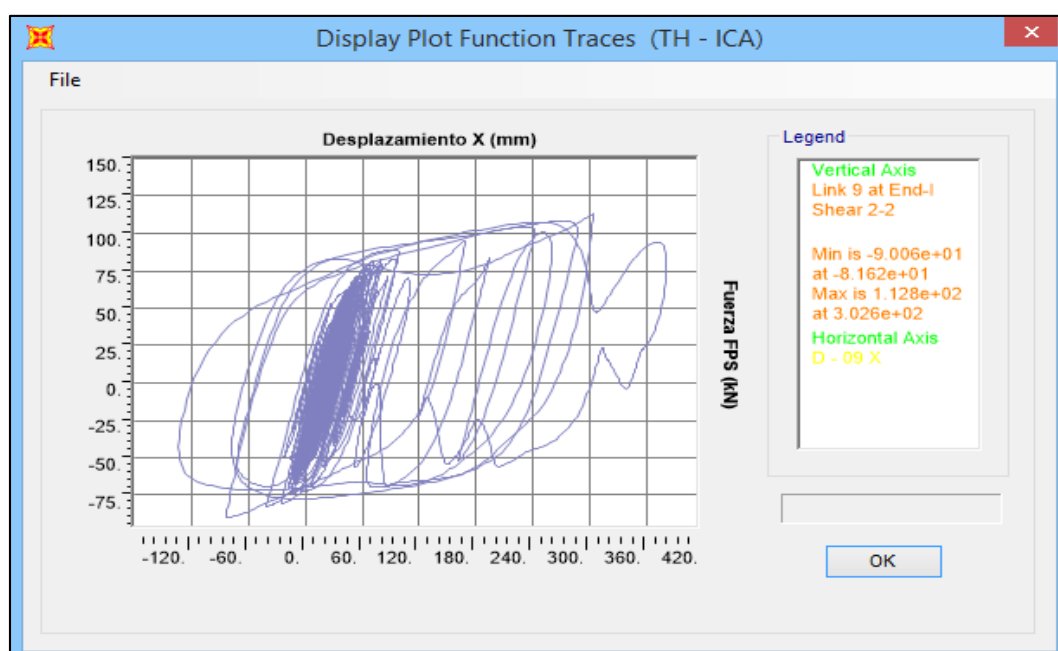 Display Plot Function Traces (TH - ICA)
File
Desplazamiento X (mm)
150.
125.
100.
75.
50.
25.
0.
-25.
-50.
-75.
-120. -60. 0. 60. 120. 180. 240. 300. 360. 420.
Fuerza FPS (kN)
Legend
Vertical Axis
Link 9 at End-I
Shear 2-2
Min is -9.006e+01
at -8.162e+01
Max is 1.128e+02
at 3.026e+02
Horizontal Axis
D - 09 X
OK